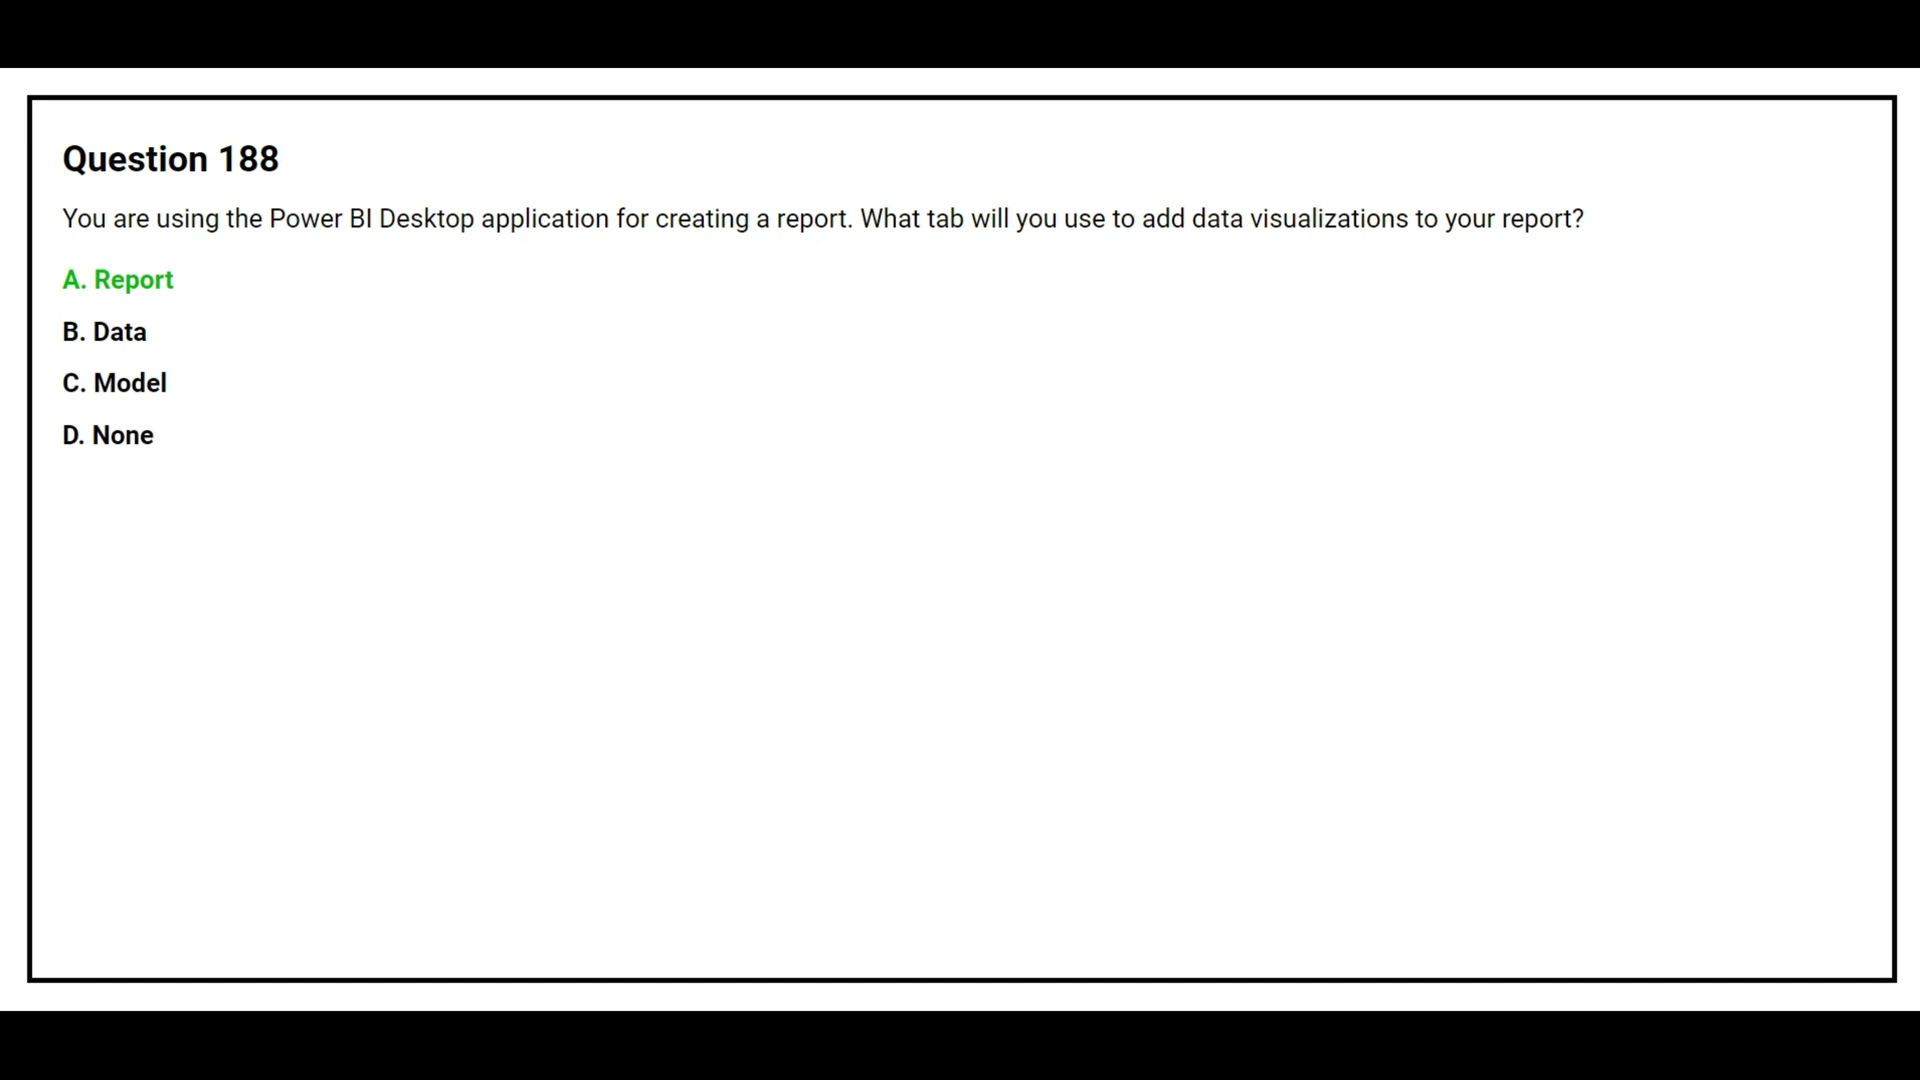 Question 188
You are using the Power BI Desktop application for creating a report. What tab will you use to add data visualizations to your report?
A. Report
B. Data
C. Model
D. None